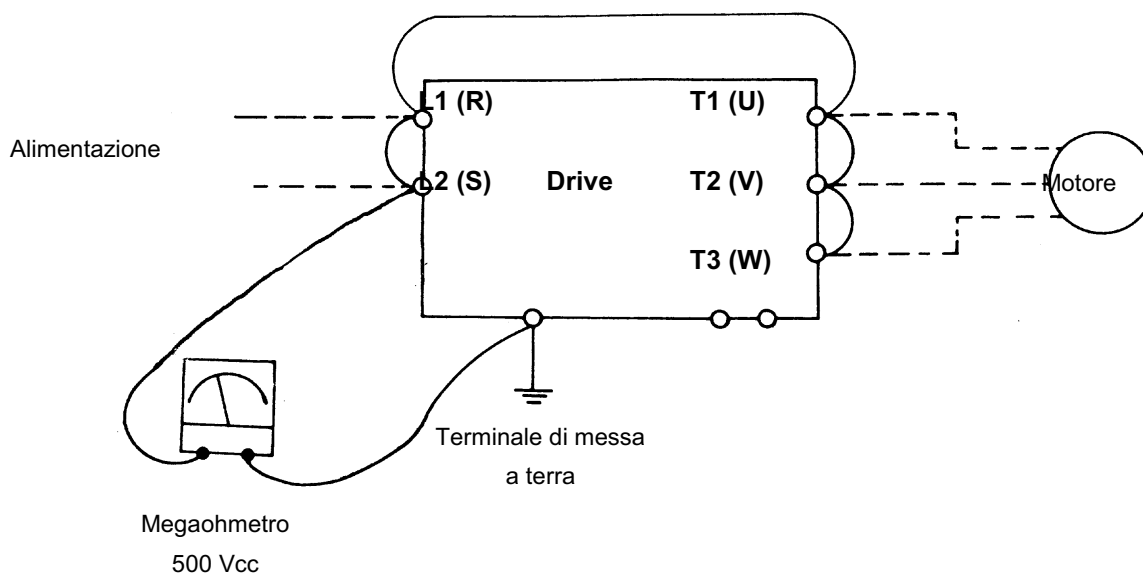 L1 (R)
T1 (U)
Alimentazione
L2 (S)
Drive
T2 (V)
Motore
T3 (W)
Terminale di messa
a terra
Megaohmetro
500 Vcc